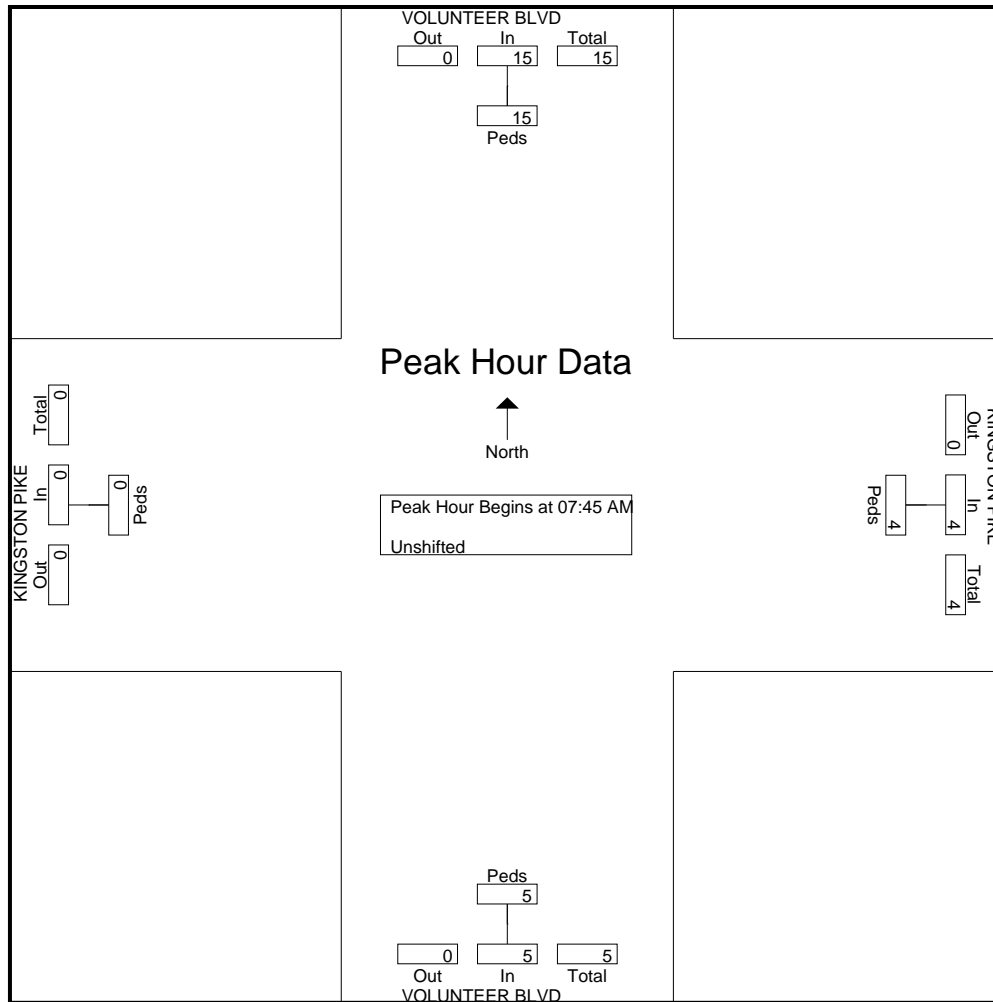 VOLUNTEER BLVD
Out In Total
0 15 15
15
Peds
Peak Hour Data
North
Peak Hour Begins at 07:45 AM
Unshifted
KINGSTON PIKE
Out In Total
0 0 0
0
Peds
KINGSTON PIKE
Out In Total
0 4 4
4
Peds
Peds
5
0 5 5
Out In Total
VOLUNTEER BLVD